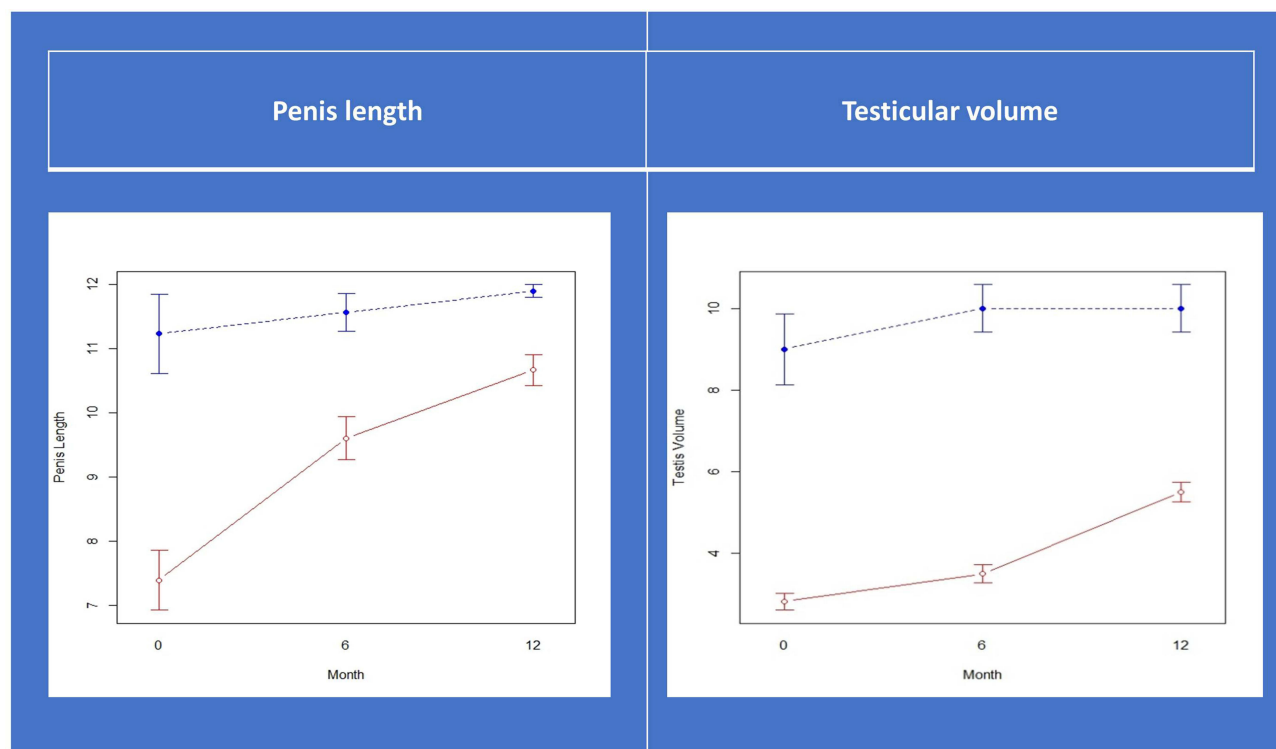 Penis length
Testicular volume
12
11
10
9
8
7
Penis Length
0 6 12
Month
10
8
6
4
Testis Volume
0 6 12
Month